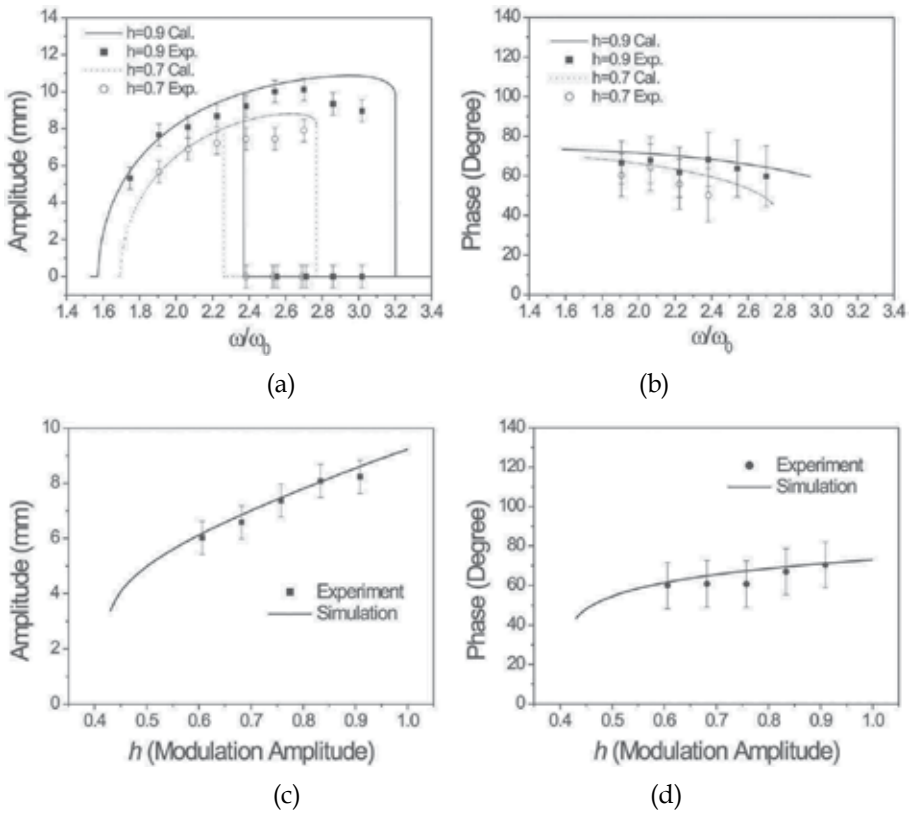 14
12
10
8
6
4
2
0
Amplitude (mm)
h=0.9 Cal.
h=0.9 Exp.
h=0.7 Cal.
h=0.7 Exp.
1.4 1.6 1.8 2.0 2.2 2.4 2.6 2.8 3.0 3.2 3.4
ω/ω0
(a)
140
120
100
80
60
40
20
0
Phase (Degree)
h=0.9 Cal.
h=0.9 Exp.
h=0.7 Cal.
h=0.7 Exp.
1.4 1.6 1.8 2.0 2.2 2.4 2.6 2.8 3.0 3.2 3.4
ω/ω0
(b)
10
8
6
4
2
0
Amplitude (mm)
Experiment
Simulation
0.4 0.5 0.6 0.7 0.8 0.9 1.0
h (Modulation Amplitude)
(c)
140
120
100
80
60
40
20
0
Phase (Degree)
Experiment
Simulation
0.4 0.5 0.6 0.7 0.8 0.9 1.0
h (Modulation Amplitude)
(d)